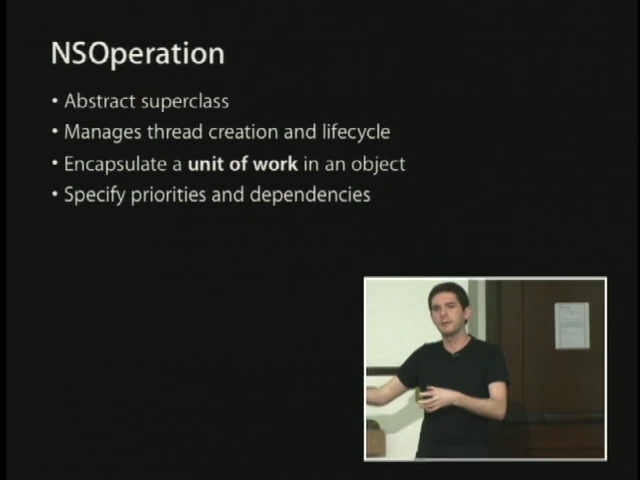 NSOperation
• Abstract superclass
• Manages thread creation and lifecycle
• Encapsulate a unit of work in an object
• Specify priorities and dependencies